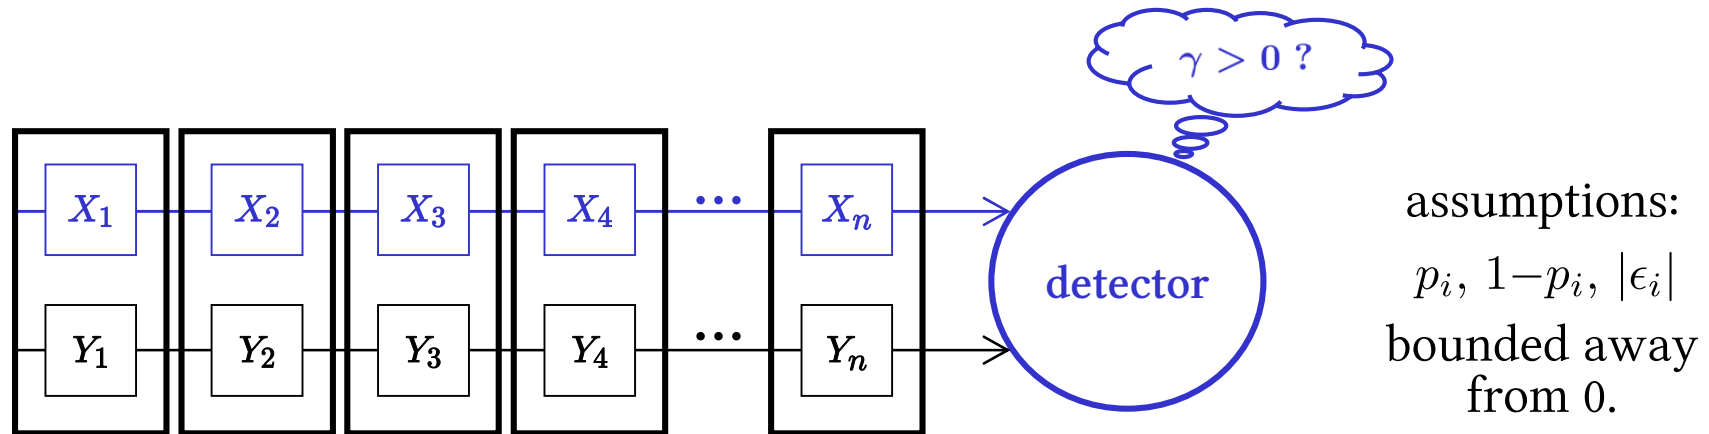 γ > 0 ?
X₁ X₂ X₃ X₄ ... Xₙ
assumptions:
detector
pᵢ, 1−pᵢ, |ϵᵢ|
Y₁ Y₂ Y₃ Y₄ ... Yₙ
bounded away
from 0.